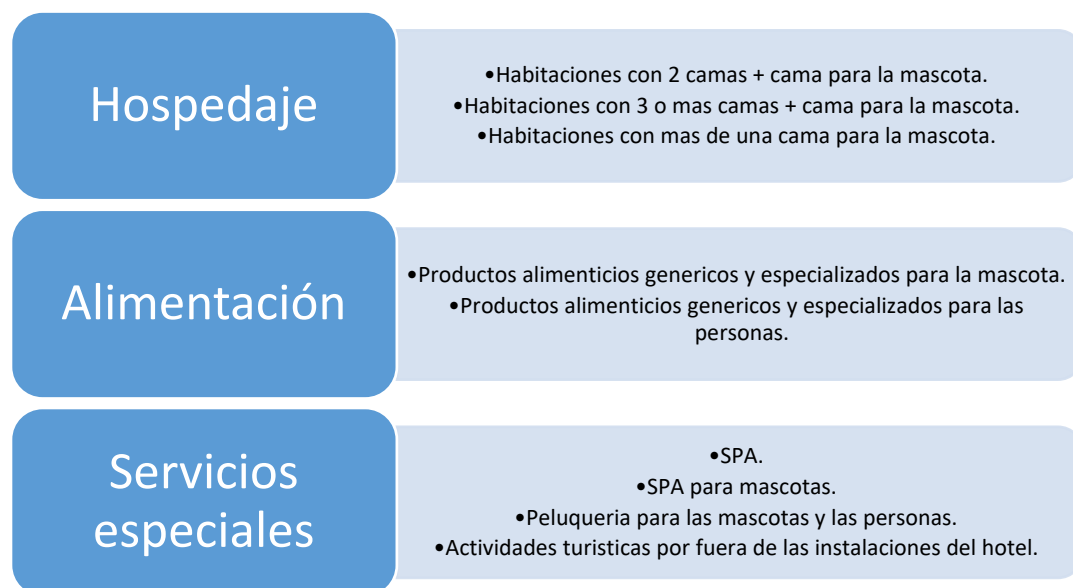 Hospedaje
•Habitaciones con 2 camas + cama para la mascota.
•Habitaciones con 3 o mas camas + cama para la mascota.
•Habitaciones con mas de una cama para la mascota.
Alimentación
•Productos alimenticios genericos y especializados para la mascota.
•Productos alimenticios genericos y especializados para las
personas.
Servicios
especiales
•SPA.
•SPA para mascotas.
•Peluqueria para las mascotas y las personas.
•Actividades turisticas por fuera de las instalaciones del hotel.